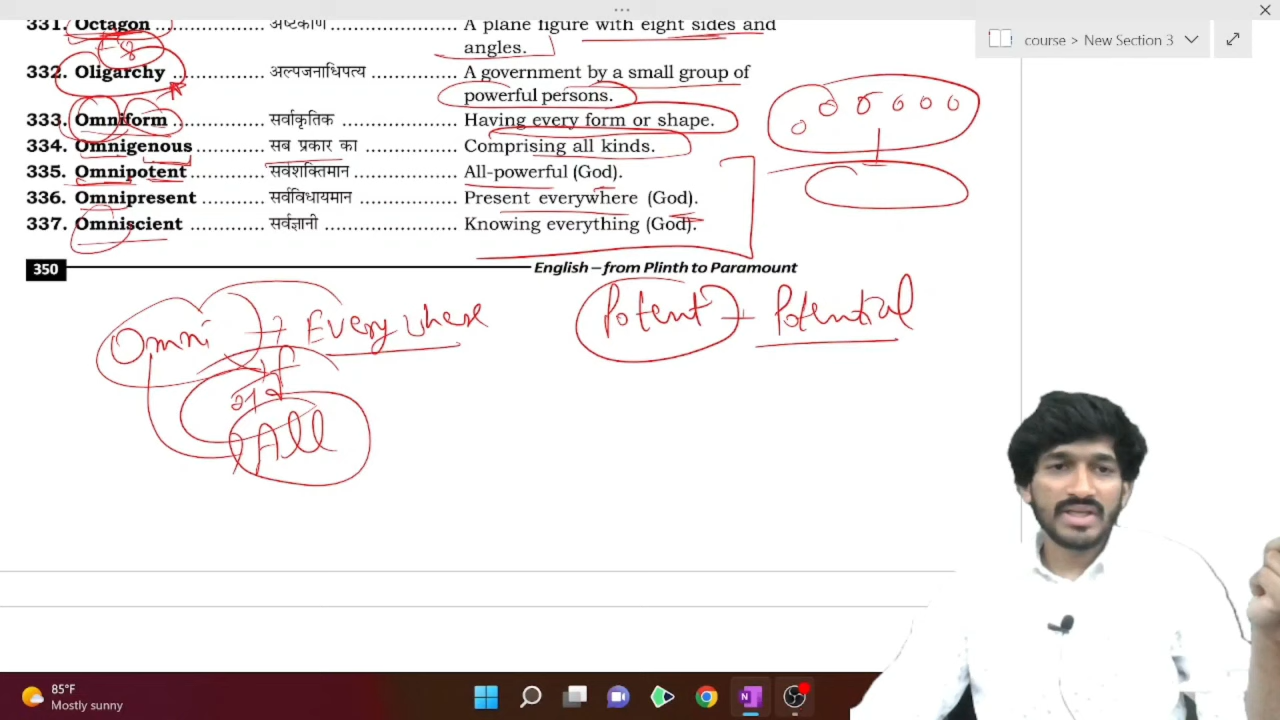 331. Octagon ................... अष्टकोण ................. A plane figure with eight sides and
angles.
332. Oligarchy .................. अल्पजनाधिपत्य ................ A government by a small group of
powerful persons.
333. Omniform ................. सर्वाकृतिक ..................... Having every form or shape.
334. Omnigenous ............. सब प्रकार का .................. Comprising all kinds.
335. Omnipotent .............. सर्वशक्तिमान .................... All-powerful (God).
336. Omnipresent ............ सर्वविधायमान .................. Present everywhere (God).
337. Omniscient .............. सर्वज्ञानी ........................ Knowing everything (God).
350 English – from Plinth to Paramount
8
Omni → Every where
सर्व
All
Potent → Potential
course > New Section 3
85°F
Mostly sunny